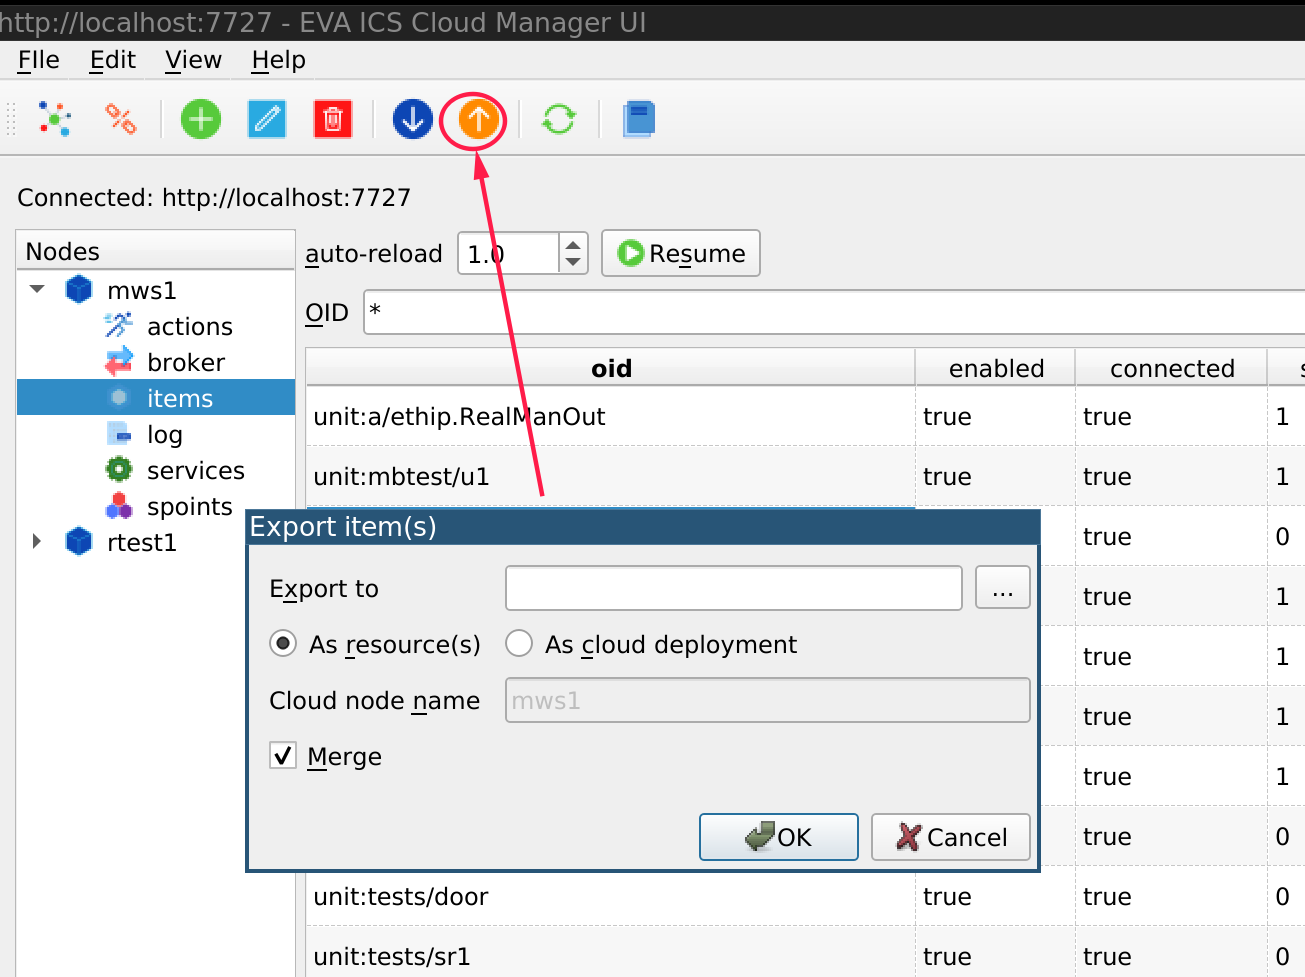 http://localhost:7727 - EVA ICS Cloud Manager UI
FIle Edit View Help
Connected: http://localhost:7727
Nodes
auto-reload 1.0 Resume
mws1
OID *
actions
broker
oid enabled connected s
items
unit:a/ethip.RealManOut true true 1
log
services
unit:mbtest/u1 true true 1
spoints
Export item(s)
rtest1
true 0
Export to ...
true 1
As resource(s) As cloud deployment
true 1
Cloud node name mws1
true 1
Merge
true 1
OK Cancel
true 0
unit:tests/door true true 0
unit:tests/sr1 true true 0